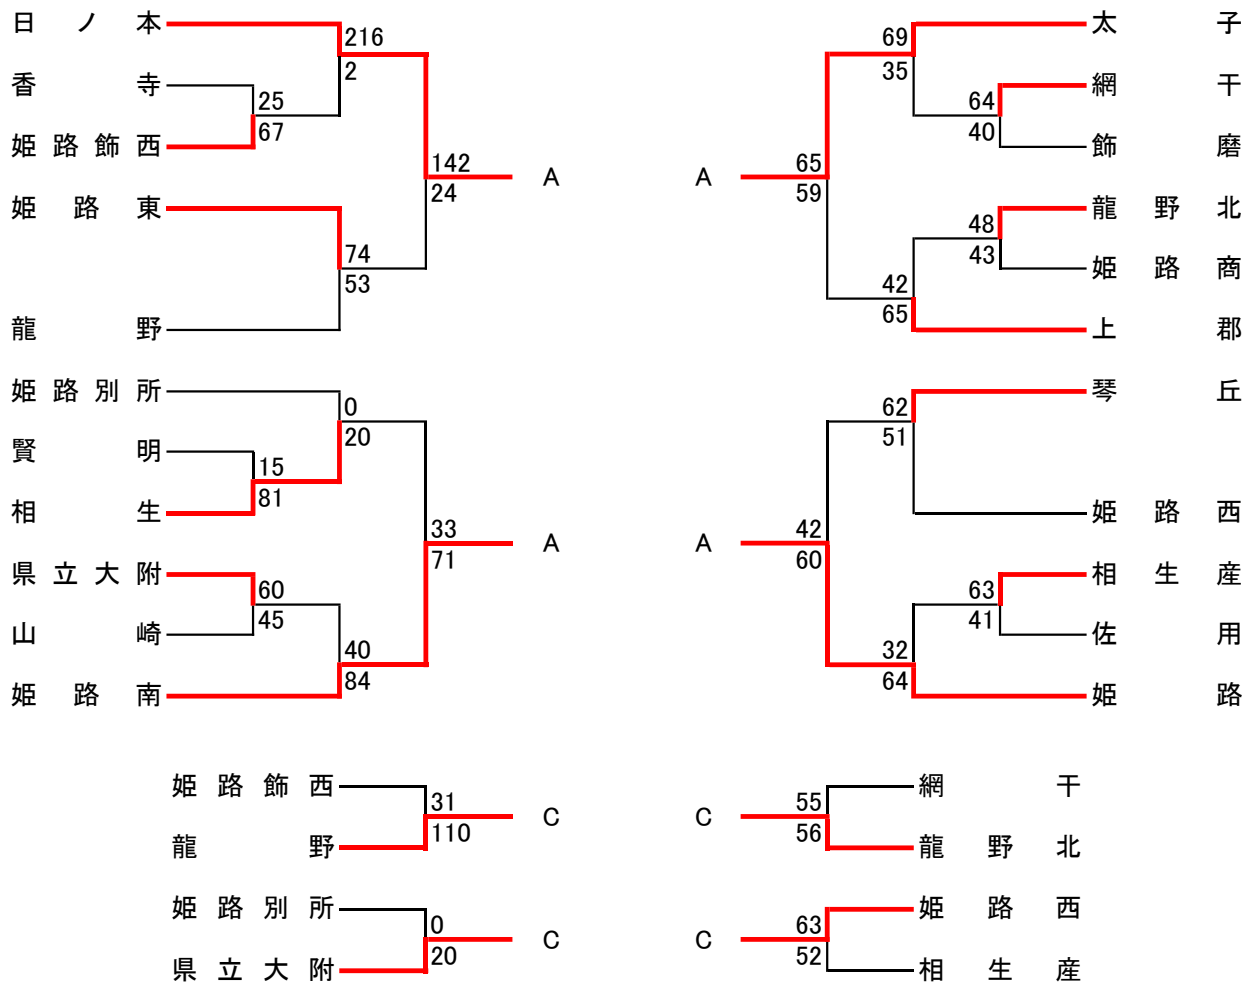 日ノ本
216
2
香寺
25
67
姫路飾西
142
24
A
姫路東
74
53
龍野
姫路別所
0
20
賢明
15
81
相生
33
71
A
県立大附
60
45
山崎
40
84
姫路南
太子
69
35
網干
64
40
飾磨
A
65
59
龍野北
48
43
姫路商
42
65
上郡
琴丘
62
51
姫路西
A
42
60
相生産
63
41
佐用
32
64
姫路
姫路飾西
31
110
C
龍野
網干
55
56
C
龍野北
姫路別所
0
20
C
県立大附
姫路西
63
52
C
相生産